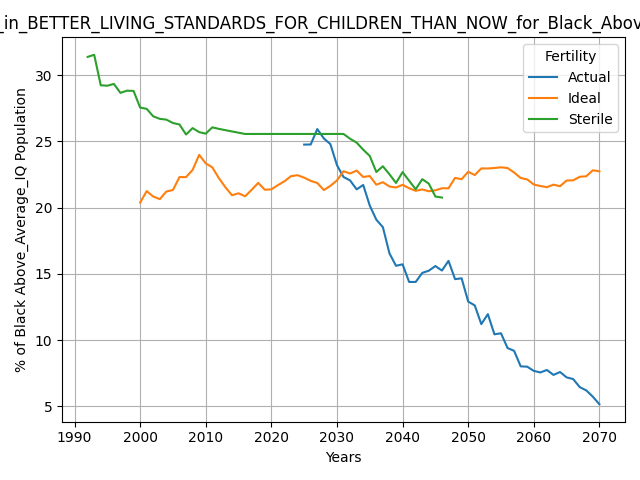 _in_BETTER_LIVING_STANDARDS_FOR_CHILDREN_THAN_NOW_for_Black_Abov
% of Black Above_Average_IQ Population
30
25
20
15
10
5
Fertility
Actual
Ideal
Sterile
1990 2000 2010 2020 2030 2040 2050 2060 2070
Years